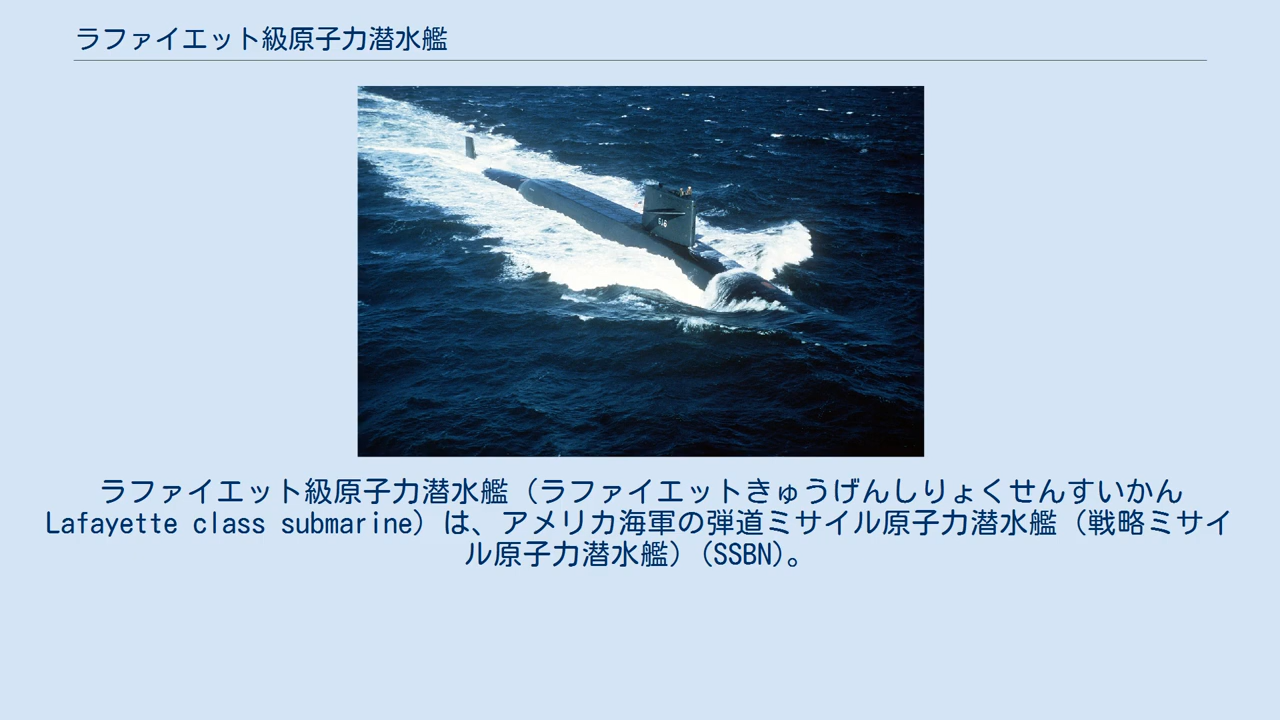 ラファイエット級原子力潜水艦
616
ラファイエット級原子力潜水艦（ラファイエットきゅうげんしりょくせんすいかん
Lafayette class submarine）は、アメリカ海軍の弾道ミサイル原子力潜水艦（戦略ミサイ
ル原子力潜水艦）(SSBN)。